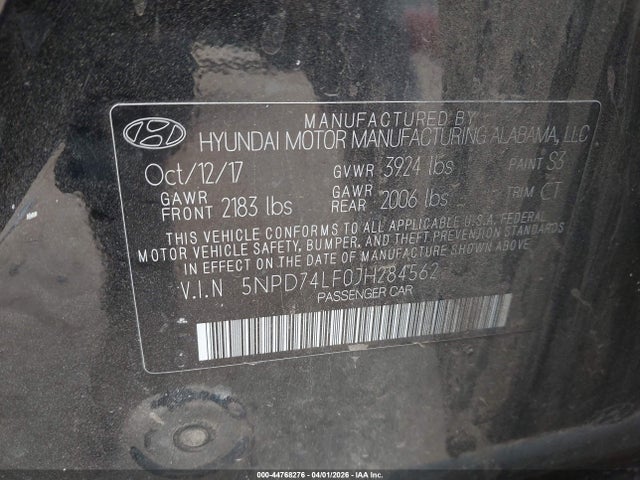 MANUFACTURED BY
HYUNDAI MOTOR MANUFACTURING ALABAMA, LLC
Oct/12/17 GVWR 3924 lbs PAINT S3
GAWR FRONT 2183 lbs GAWR REAR 2006 lbs TRIM CT
THIS VEHICLE CONFORMS TO ALL APPLICABLE U.S.A. FEDERAL
MOTOR VEHICLE SAFETY, BUMPER, AND THEFT PREVENTION STANDARDS
IN EFFECT ON THE DATE OF MANUFACTURE SHOWN ABOVE
V.I.N 5NPD74LF0JH284562
PASSENGER CAR
000-44768276 - 04/01/2026 - IAA Inc.